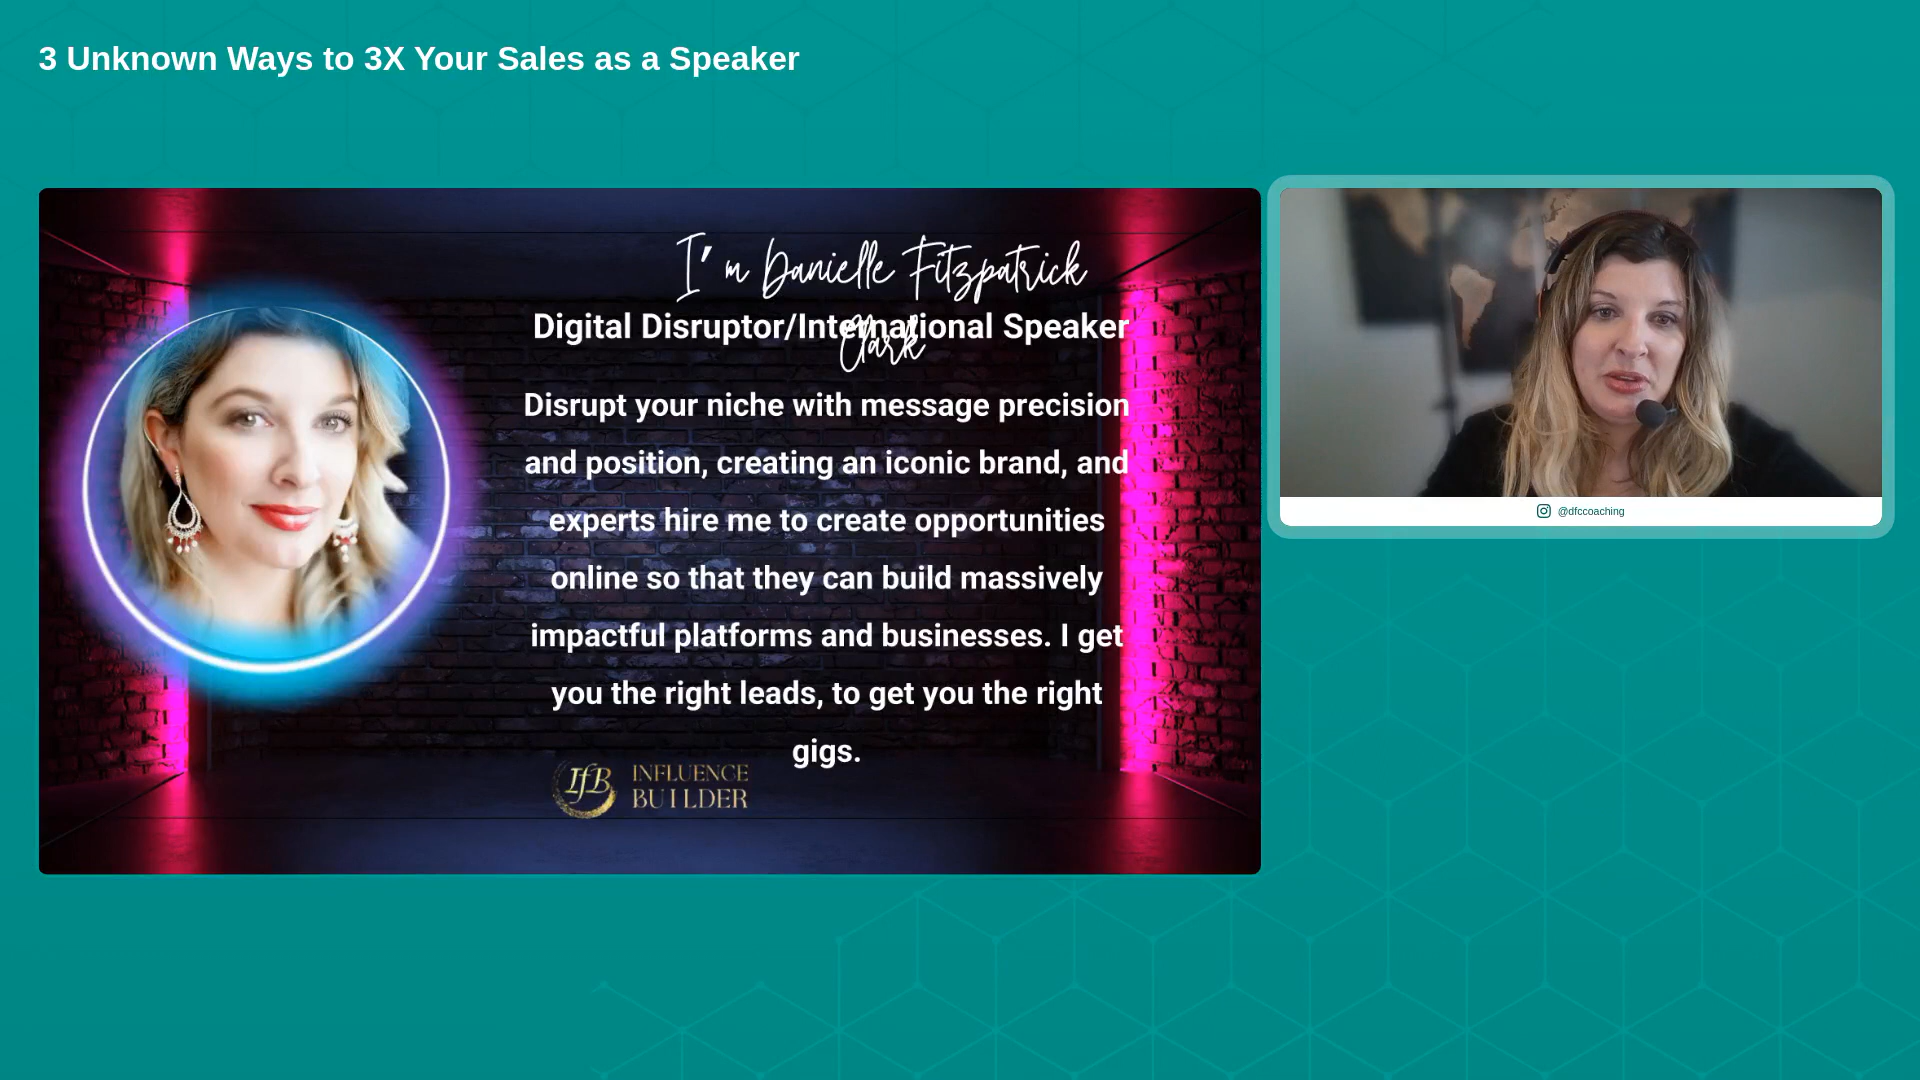 3 Unknown Ways to 3X Your Sales as a Speaker
I'm Danielle Fitzpatrick
Clark
Digital Disruptor/International Speaker
Disrupt your niche with message precision
and position, creating an iconic brand, and
experts hire me to create opportunities
online so that they can build massively
impactful platforms and businesses. I get
you the right leads, to get you the right
gigs.
IfB INFLUENCE
BUILDER
@dfccoaching